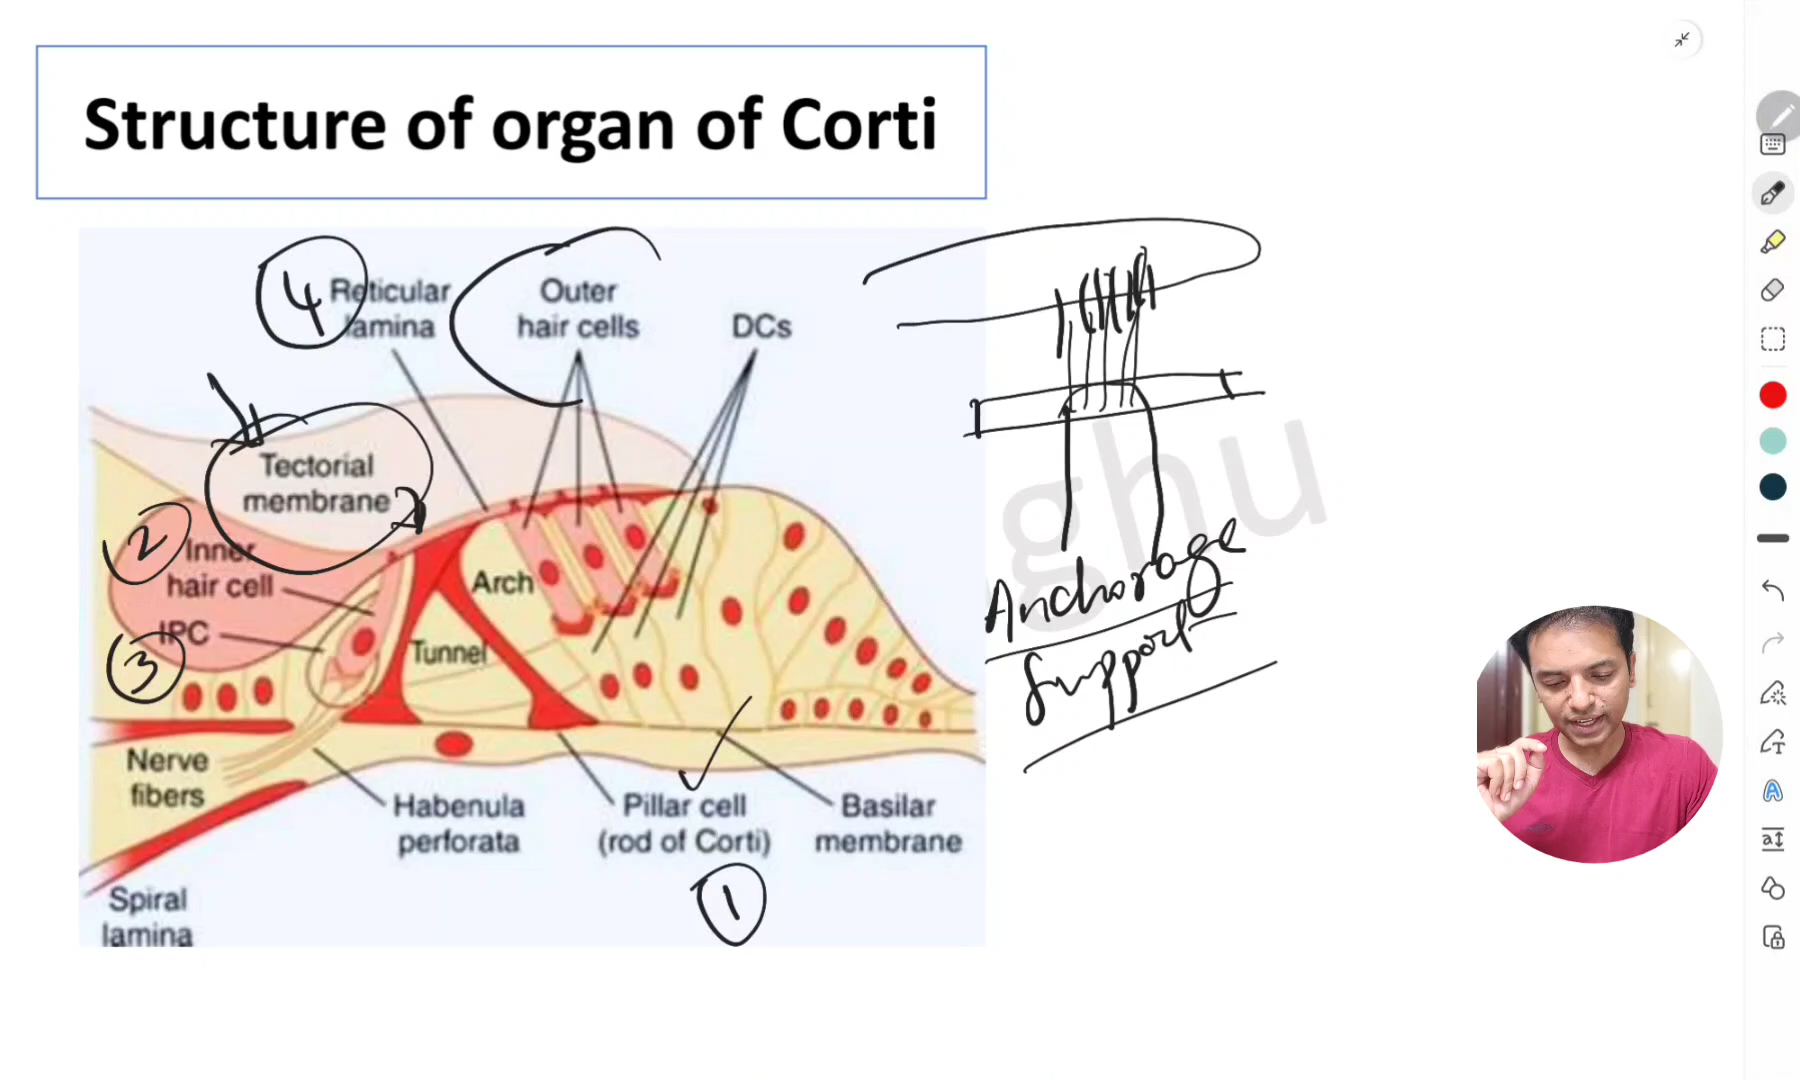 Structure of organ of Corti
4
Reticular
lamina
Outer
hair cells
DCs
Tectorial
membrane
2
Inner
hair cell
Arch
3
IPC
Tunnel
Anchorage
Support
Nerve
fibers
Habenula
perforata
Pillar cell
(rod of Corti)
Basilar
membrane
1
Spiral
lamina
ghu